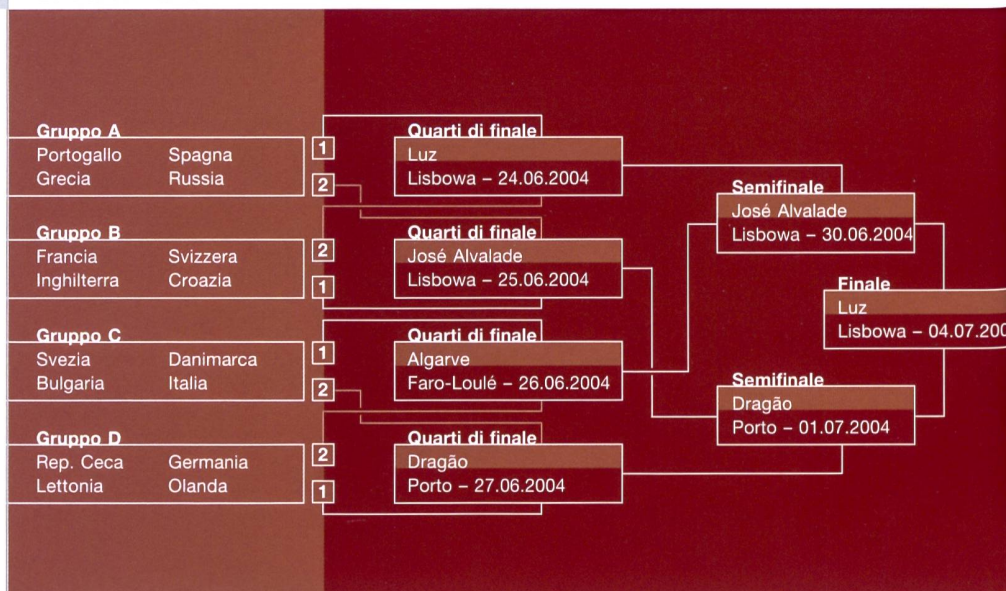 Gruppo A
Portogallo Spagna
Grecia Russia
1
2
Gruppo B
Francia Svizzera
Inghilterra Croazia
2
1
Gruppo C
Svezia Danimarca
Bulgaria Italia
1
2
Gruppo D
Rep. Ceca Germania
Lettonia Olanda
2
1
Quarti di finale
Luz
Lisbowa – 24.06.2004
Quarti di finale
José Alvalade
Lisbowa – 25.06.2004
Quarti di finale
Algarve
Faro-Loulé – 26.06.2004
Quarti di finale
Dragão
Porto – 27.06.2004
Semifinale
José Alvalade
Lisbowa – 30.06.2004
Semifinale
Dragão
Porto – 01.07.2004
Finale
Luz
Lisbowa – 04.07.200